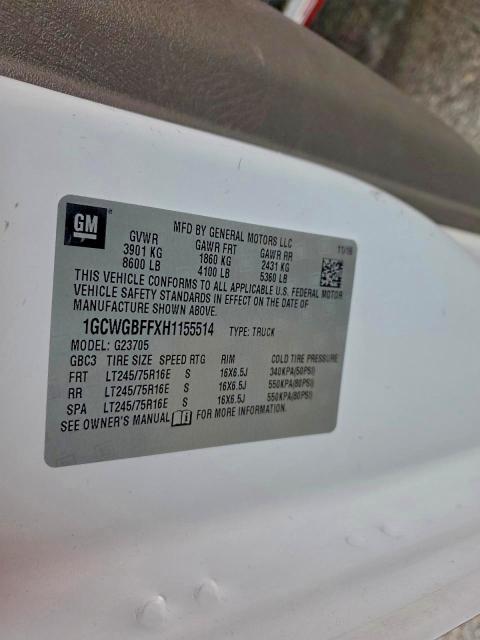 GM
MFD BY GENERAL MOTORS LLC
11/16
GVWR GAWR FRT GAWR RR
3901 KG 1860 KG 2431 KG
8600 LB 4100 LB 5360 LB
THIS VEHICLE CONFORMS TO ALL APPLICABLE U.S. FEDERAL MOTOR
VEHICLE SAFETY STANDARDS IN EFFECT ON THE DATE OF
MANUFACTURE SHOWN ABOVE.
1GCWGBFFXH1155514 TYPE: TRUCK
MODEL: G23705
GBC3 TIRE SIZE SPEED RTG RIM COLD TIRE PRESSURE
FRT LT245/75R16E S 16X6.5J 340KPA(50PSI)
RR LT245/75R16E S 16X6.5J 550KPA(80PSI)
SPA LT245/75R16E S 16X6.5J 550KPA(80PSI)
SEE OWNER'S MANUAL FOR MORE INFORMATION.